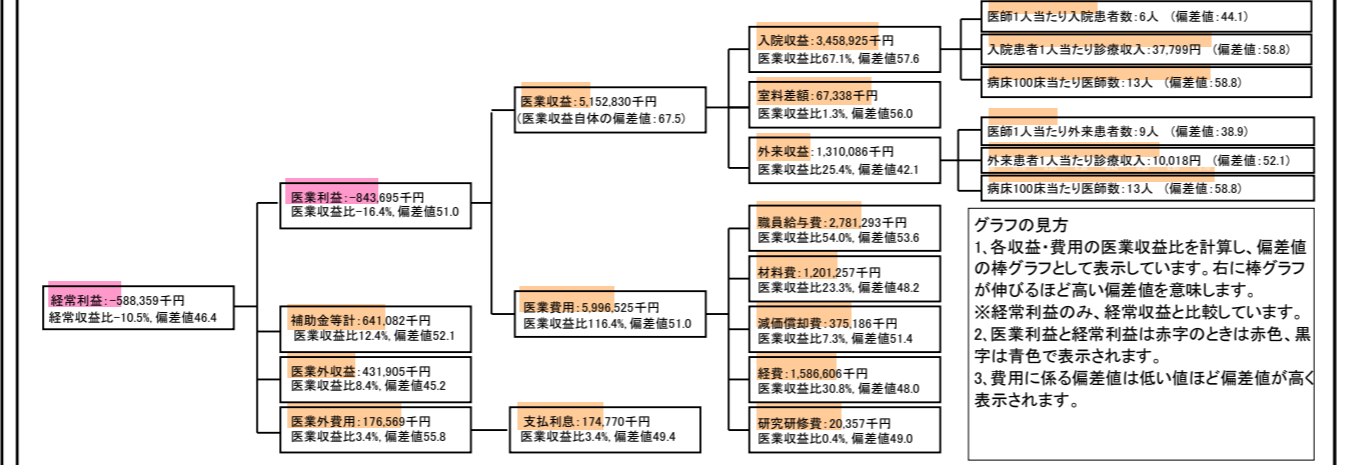 経常利益:-588,359千円
経常収益比-10.5%, 偏差値46.4
医業利益:-843,695千円
医業収益比-16.4%, 偏差値51.0
補助金等計:641,082千円
医業収益比12.4%, 偏差値52.1
医業外収益:431,905千円
医業収益比8.4%, 偏差値45.2
医業外費用:176,569千円
医業収益比3.4%, 偏差値55.8
医業収益:5,152,830千円
(医業収益自体の偏差値:67.5)
医業費用:5,996,525千円
医業収益比116.4%, 偏差値51.0
支払利息:174,770千円
医業収益比3.4%, 偏差値49.4
入院収益:3,458,925千円
医業収益比67.1%, 偏差値57.6
室料差額:67,338千円
医業収益比1.3%, 偏差値56.0
外来収益:1,310,086千円
医業収益比25.4%, 偏差値42.1
職員給与費:2,781,293千円
医業収益比54.0%, 偏差値53.6
材料費:1,201,257千円
医業収益比23.3%, 偏差値48.2
減価償却費:375,186千円
医業収益比7.3%, 偏差値51.4
経費:1,586,606千円
医業収益比30.8%, 偏差値48.0
研究研修費:20,357千円
医業収益比0.4%, 偏差値49.0
医師1人当たり入院患者数:6人 (偏差値:44.1)
入院患者1人当たり診療収入:37,799円 (偏差値:58.8)
病床100床当たり医師数:13人 (偏差値:58.8)
医師1人当たり外来患者数:9人 (偏差値:38.9)
外来患者1人当たり診療収入:10,018円 (偏差値:52.1)
病床100床当たり医師数:13人 (偏差値:58.8)
グラフの見方
1、各収益・費用の医業収益比を計算し、偏差値
の棒グラフとして表示しています。右に棒グラフ
が伸びるほど高い偏差値を意味します。
※経常利益のみ、経常収益と比較しています。
2、医業利益と経常利益は赤字のときは赤色、黒
字は青色で表示されます。
3、費用に係る偏差値は低い値ほど偏差値が高く
表示されます。